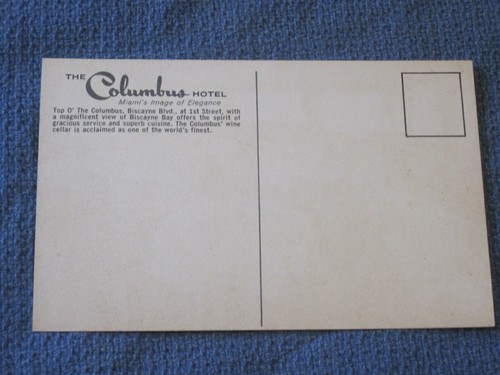 THE Columbus HOTEL
Miami's Image of Elegance
Top O' The Columbus, Biscayne Blvd., at 1st Street, with
a magnificent view of Biscayne Bay offers the spirit of
gracious service and superb cuisine. The Columbus' wine
cellar is acclaimed as one of the world's finest.